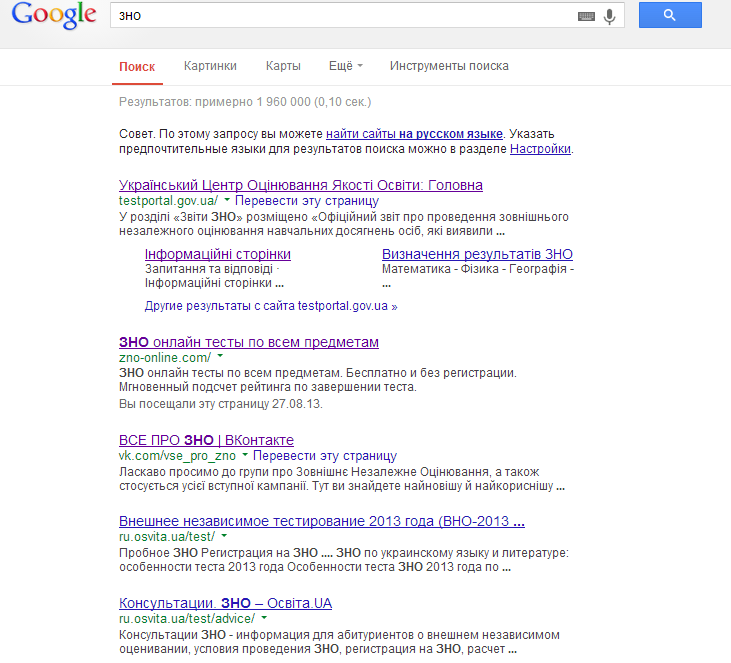 Google ЗНО
Поиск Картинки Карты Ещё Инструменты поиска
Результатов: примерно 1 960 000 (0,10 сек.)
Совет. По этому запросу вы можете найти сайты на русском языке. Указать
предпочтительные языки для результатов поиска можно в разделе Настройки.
Український Центр Оцінювання Якості Освіти: Головна
testportal.gov.ua/ Перевести эту страницу
У розділі «Звіти ЗНО» розміщено «Офіційний звіт про проведення зовнішнього
незалежного оцінювання навчальних досягнень осіб, які виявили ...
Інформаційні сторінки
Запитання та відповіді ·
Інформаційні сторінки ...
Визначення результатів ЗНО
Математика - Фізика - Географія -
...
Другие результаты с сайта testportal.gov.ua »
ЗНО онлайн тесты по всем предметам
zno-online.com/
ЗНО онлайн тесты по всем предметам. Бесплатно и без регистрации.
Мгновенный подсчет рейтинга по завершении теста.
Вы посещали эту страницу 27.08.13.
ВСЕ ПРО ЗНО | ВКонтакте
vk.com/vse_pro_zno Перевести эту страницу
Ласкаво просимо до групи про Зовнішнє Незалежне Оцінювання, а також
стосується усієї вступної кампанії. Тут ви знайдете найновішу й найкориснішу ...
Внешнее независимое тестирование 2013 года (ВНО-2013 ...
ru.osvita.ua/test/
Пробное ЗНО Регистрация на ЗНО .... ЗНО по украинскому языку и литературе:
особенности теста 2013 года Особенности теста ЗНО 2013 года по ...
Консультации. ЗНО – Освіта.UA
ru.osvita.ua/test/advice/
Консультации ЗНО - информация для абитуриентов о внешнем независимом
оценивании, условия проведения ЗНО, регистрация на ЗНО, расчет ...